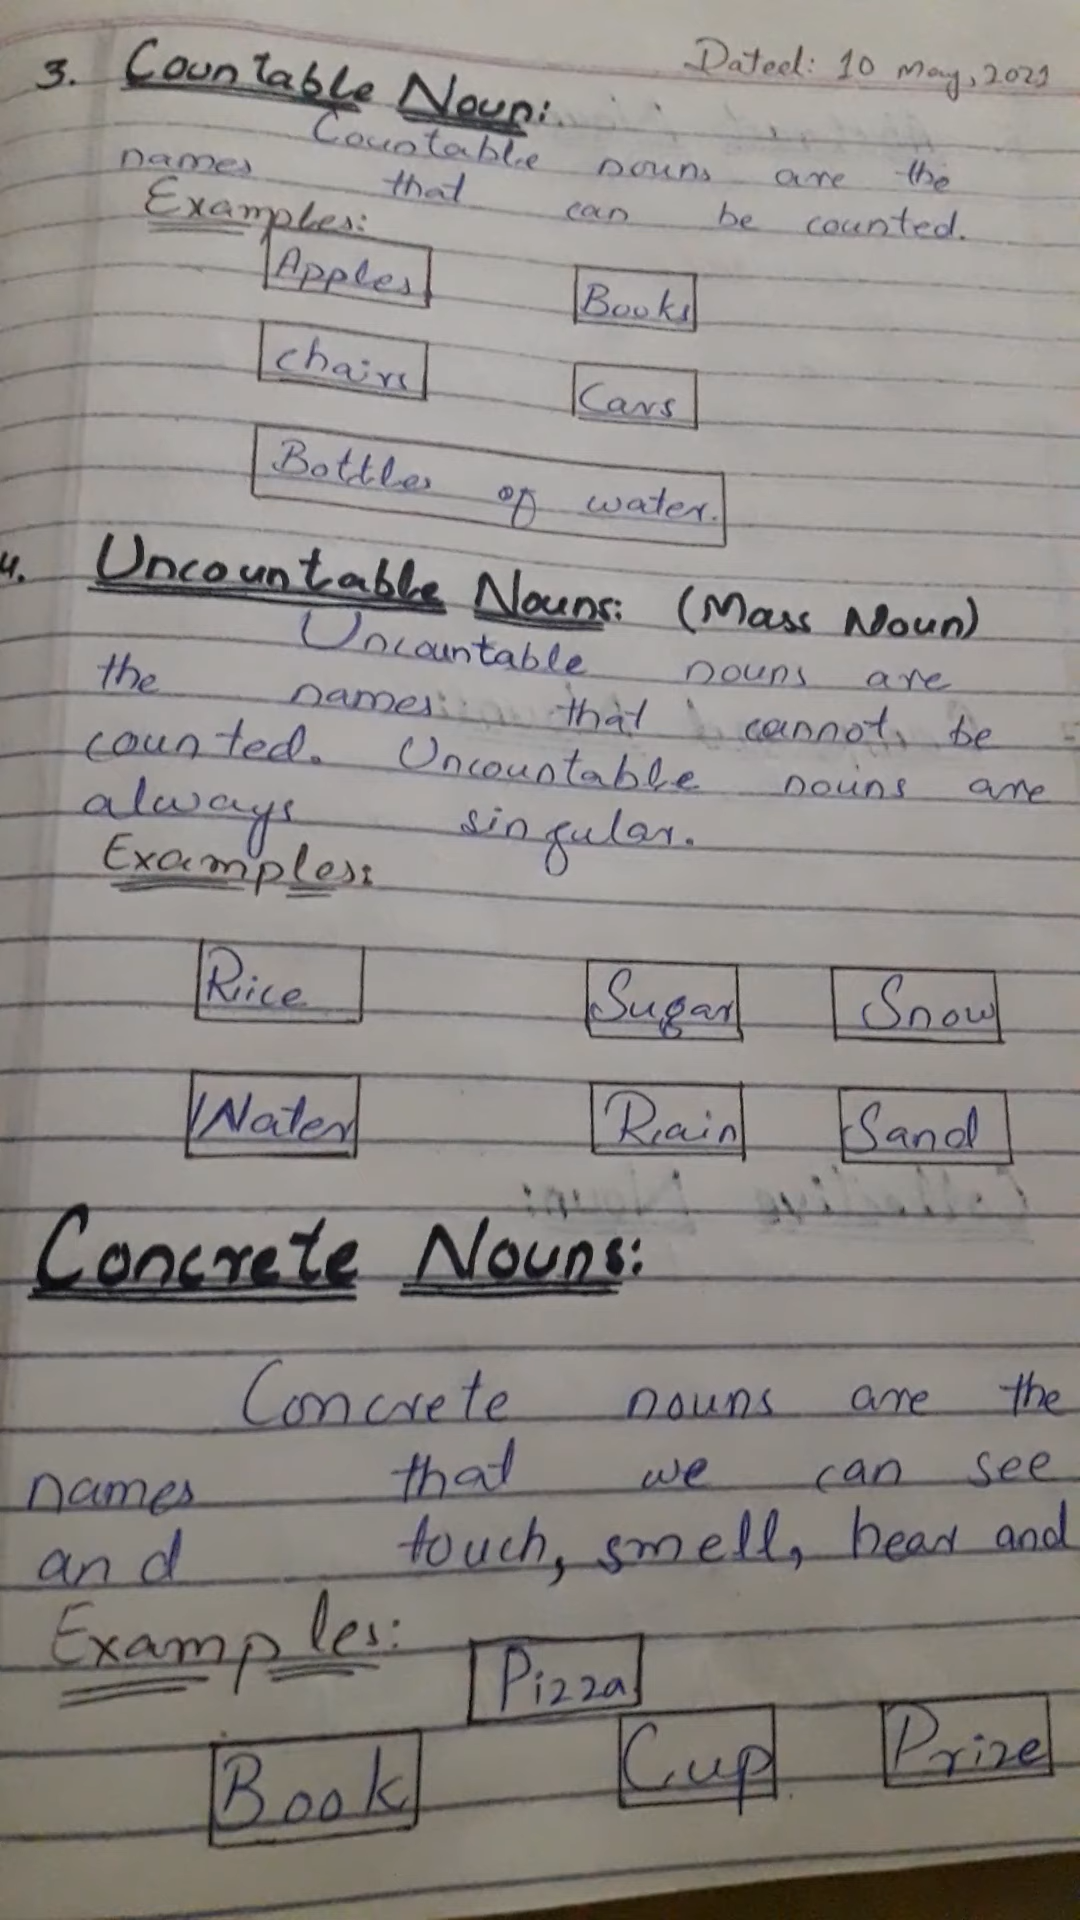 Dated: 10 May, 2021
3. Countable Noun:
Countable nouns are the
names that can be counted.
Examples:
Apples Books
chairs Cars
Bottles of water.
4. Uncountable Nouns: (Mass Noun)
Uncountable nouns are
the names that cannot be
counted. Uncountable nouns are
always singular.
Examples:
Rice Sugar Snow
Water Rain Sand
Concrete Nouns:
Concrete nouns are the
names that we can see
and touch, smell, hear and
Examples:
Pizza
Book Cup Prize